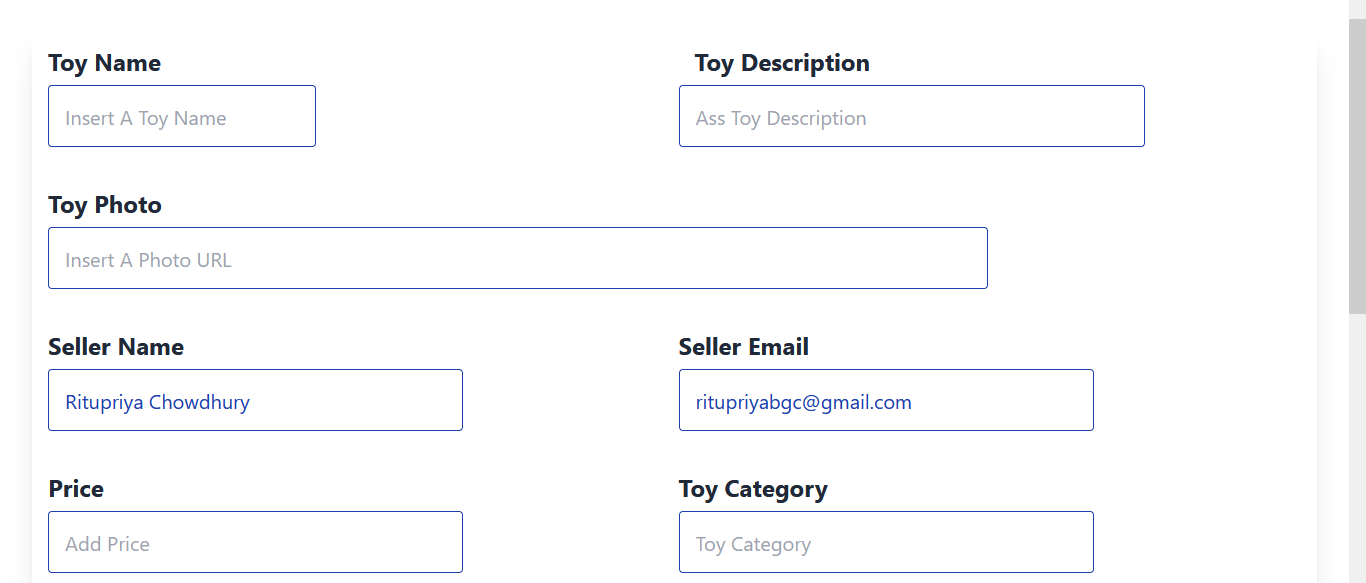 Toy Name
Toy Description
Insert A Toy Name
Ass Toy Description
Toy Photo
Insert A Photo URL
Seller Name
Seller Email
Ritupriya Chowdhury
ritupriyabgc@gmail.com
Price
Toy Category
Add Price
Toy Category